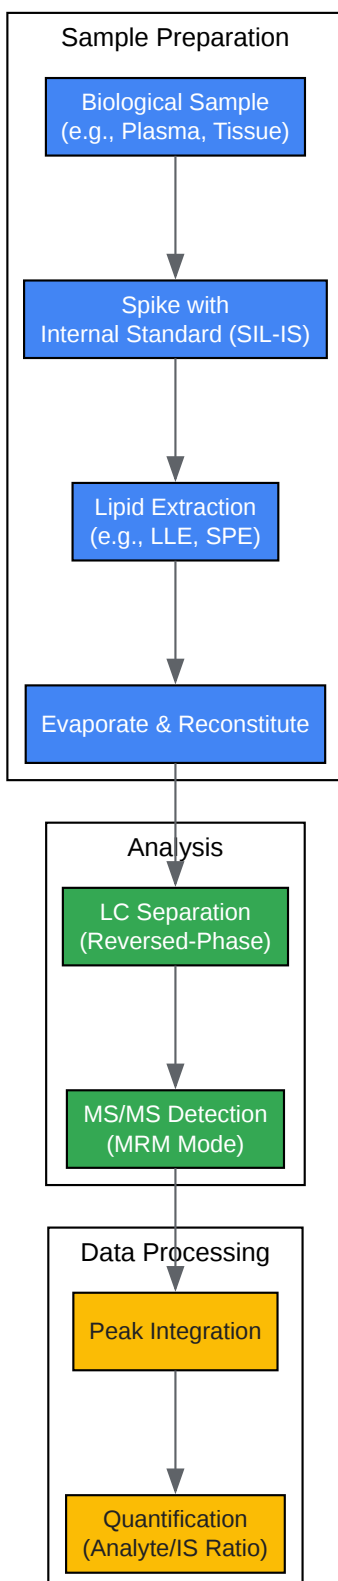 Sample Preparation
Biological Sample
(e.g., Plasma, Tissue)
Spike with
Internal Standard (SIL-IS)
Lipid Extraction
(e.g., LLE, SPE)
Evaporate & Reconstitute
Analysis
LC Separation
(Reversed-Phase)
MS/MS Detection
(MRM Mode)
Data Processing
Peak Integration
Quantification
(Analyte/IS Ratio)